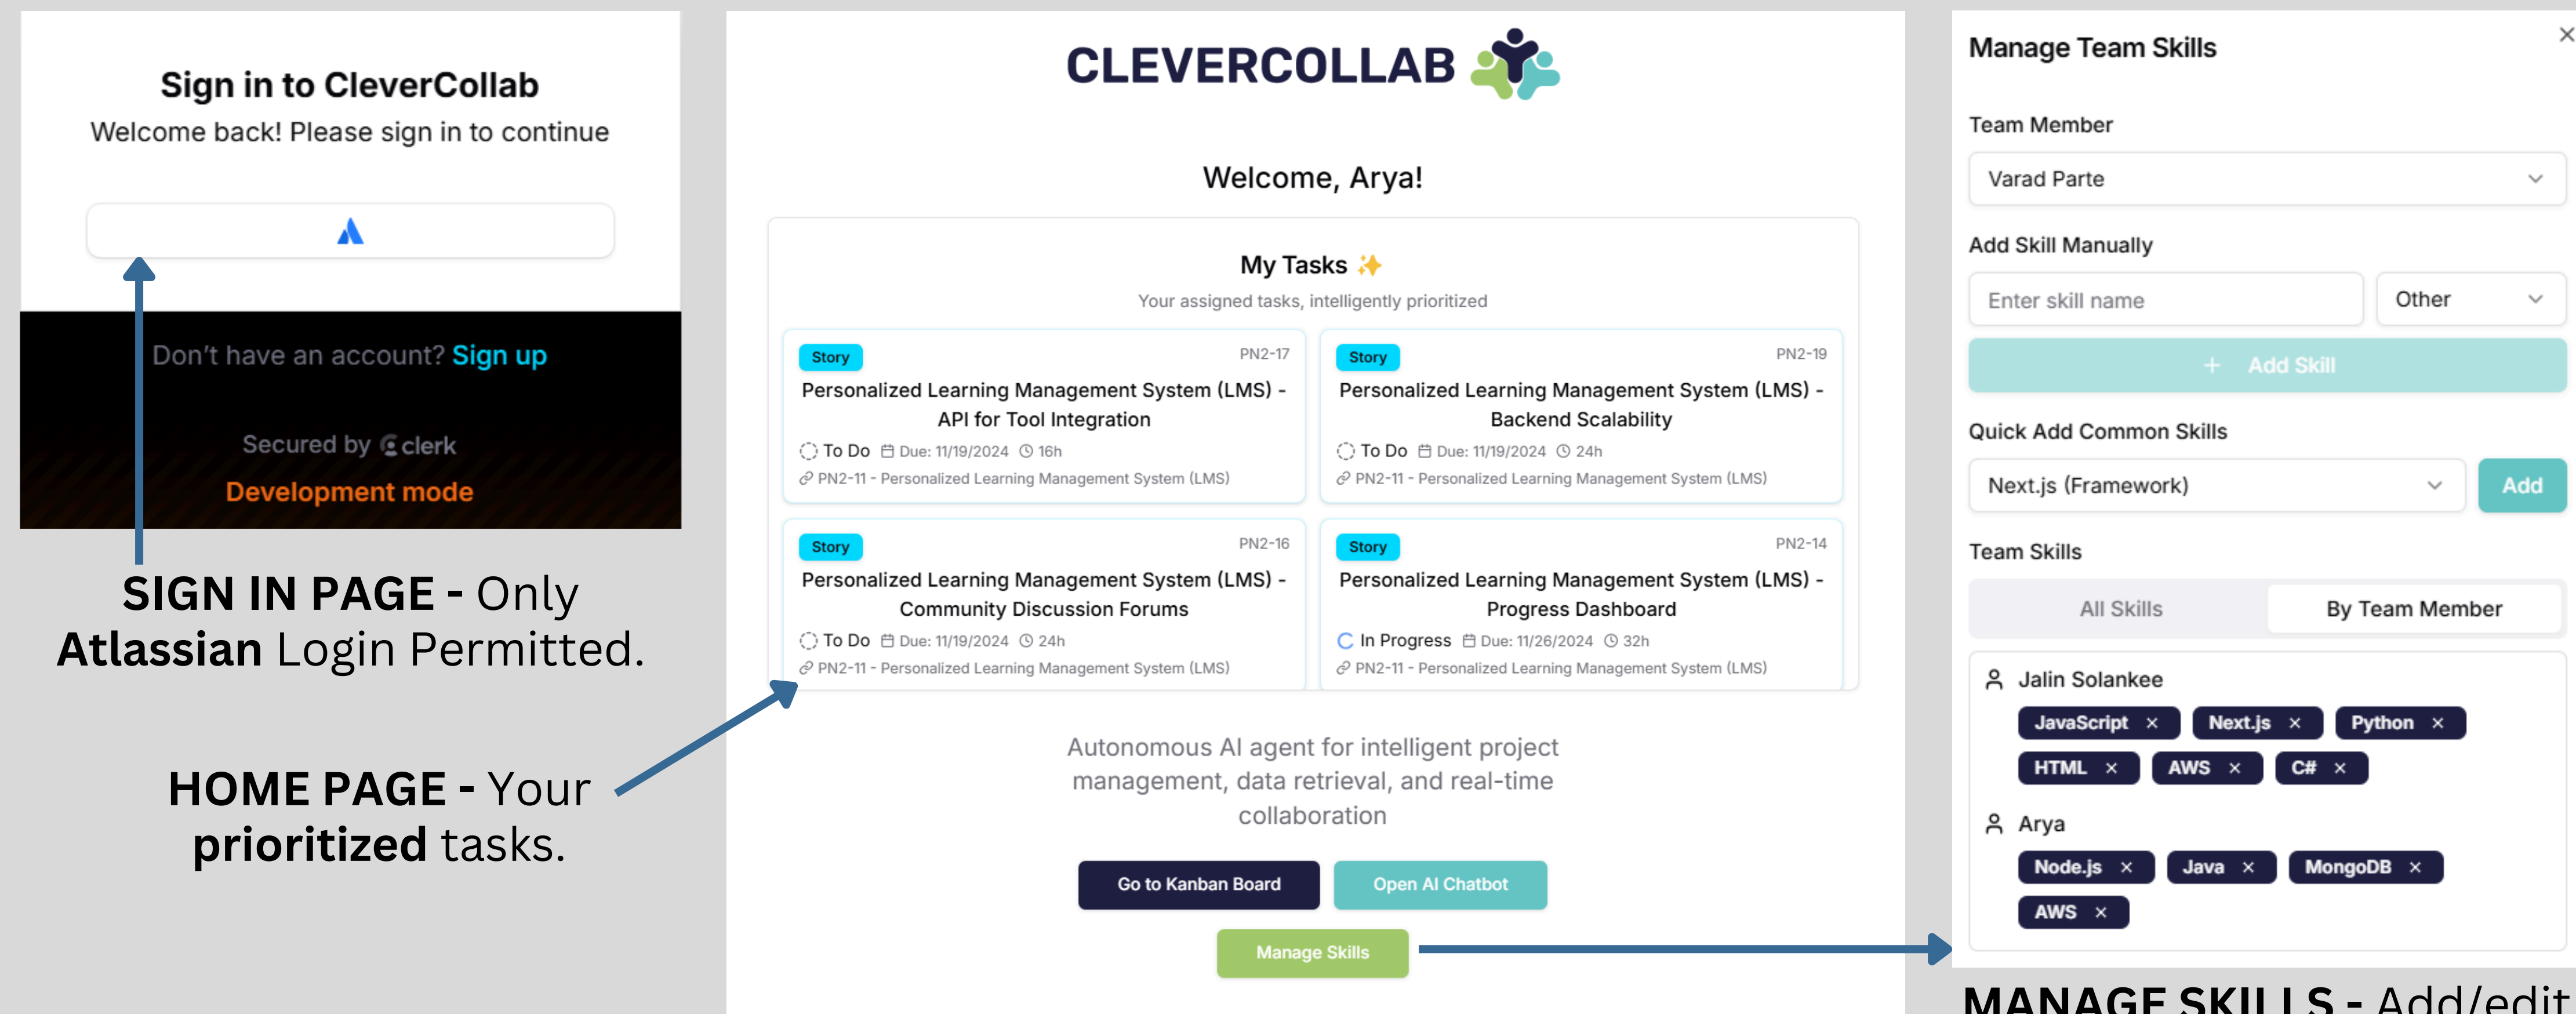 Sign in to CleverCollab
Welcome back! Please sign in to continue
Don't have an account? Sign up
Secured by clerk
Development mode
SIGN IN PAGE - Only
Atlassian Login Permitted.
HOME PAGE - Your
prioritized tasks.
CLEVERCOLLAB
Welcome, Arya!
My Tasks ✨
Your assigned tasks, intelligently prioritized
Story PN2-17
Personalized Learning Management System (LMS) -
API for Tool Integration
To Do Due: 11/19/2024 16h
PN2-11 - Personalized Learning Management System (LMS)
Story PN2-19
Personalized Learning Management System (LMS) -
Backend Scalability
To Do Due: 11/19/2024 24h
PN2-11 - Personalized Learning Management System (LMS)
Story PN2-16
Personalized Learning Management System (LMS) -
Community Discussion Forums
To Do Due: 11/19/2024 24h
PN2-11 - Personalized Learning Management System (LMS)
Story PN2-14
Personalized Learning Management System (LMS) -
Progress Dashboard
In Progress Due: 11/26/2024 32h
PN2-11 - Personalized Learning Management System (LMS)
Autonomous AI agent for intelligent project
management, data retrieval, and real-time
collaboration
Go to Kanban Board Open AI Chatbot
Manage Skills
Manage Team Skills ×
Team Member
Varad Parte
Add Skill Manually
Enter skill name Other
+ Add Skill
Quick Add Common Skills
Next.js (Framework) Add
Team Skills
All Skills By Team Member
Jalin Solankee
JavaScript × Next.js × Python ×
HTML × AWS × C# ×
Arya
Node.js × Java × MongoDB ×
AWS ×
MANAGE SKILLS - Add/edit